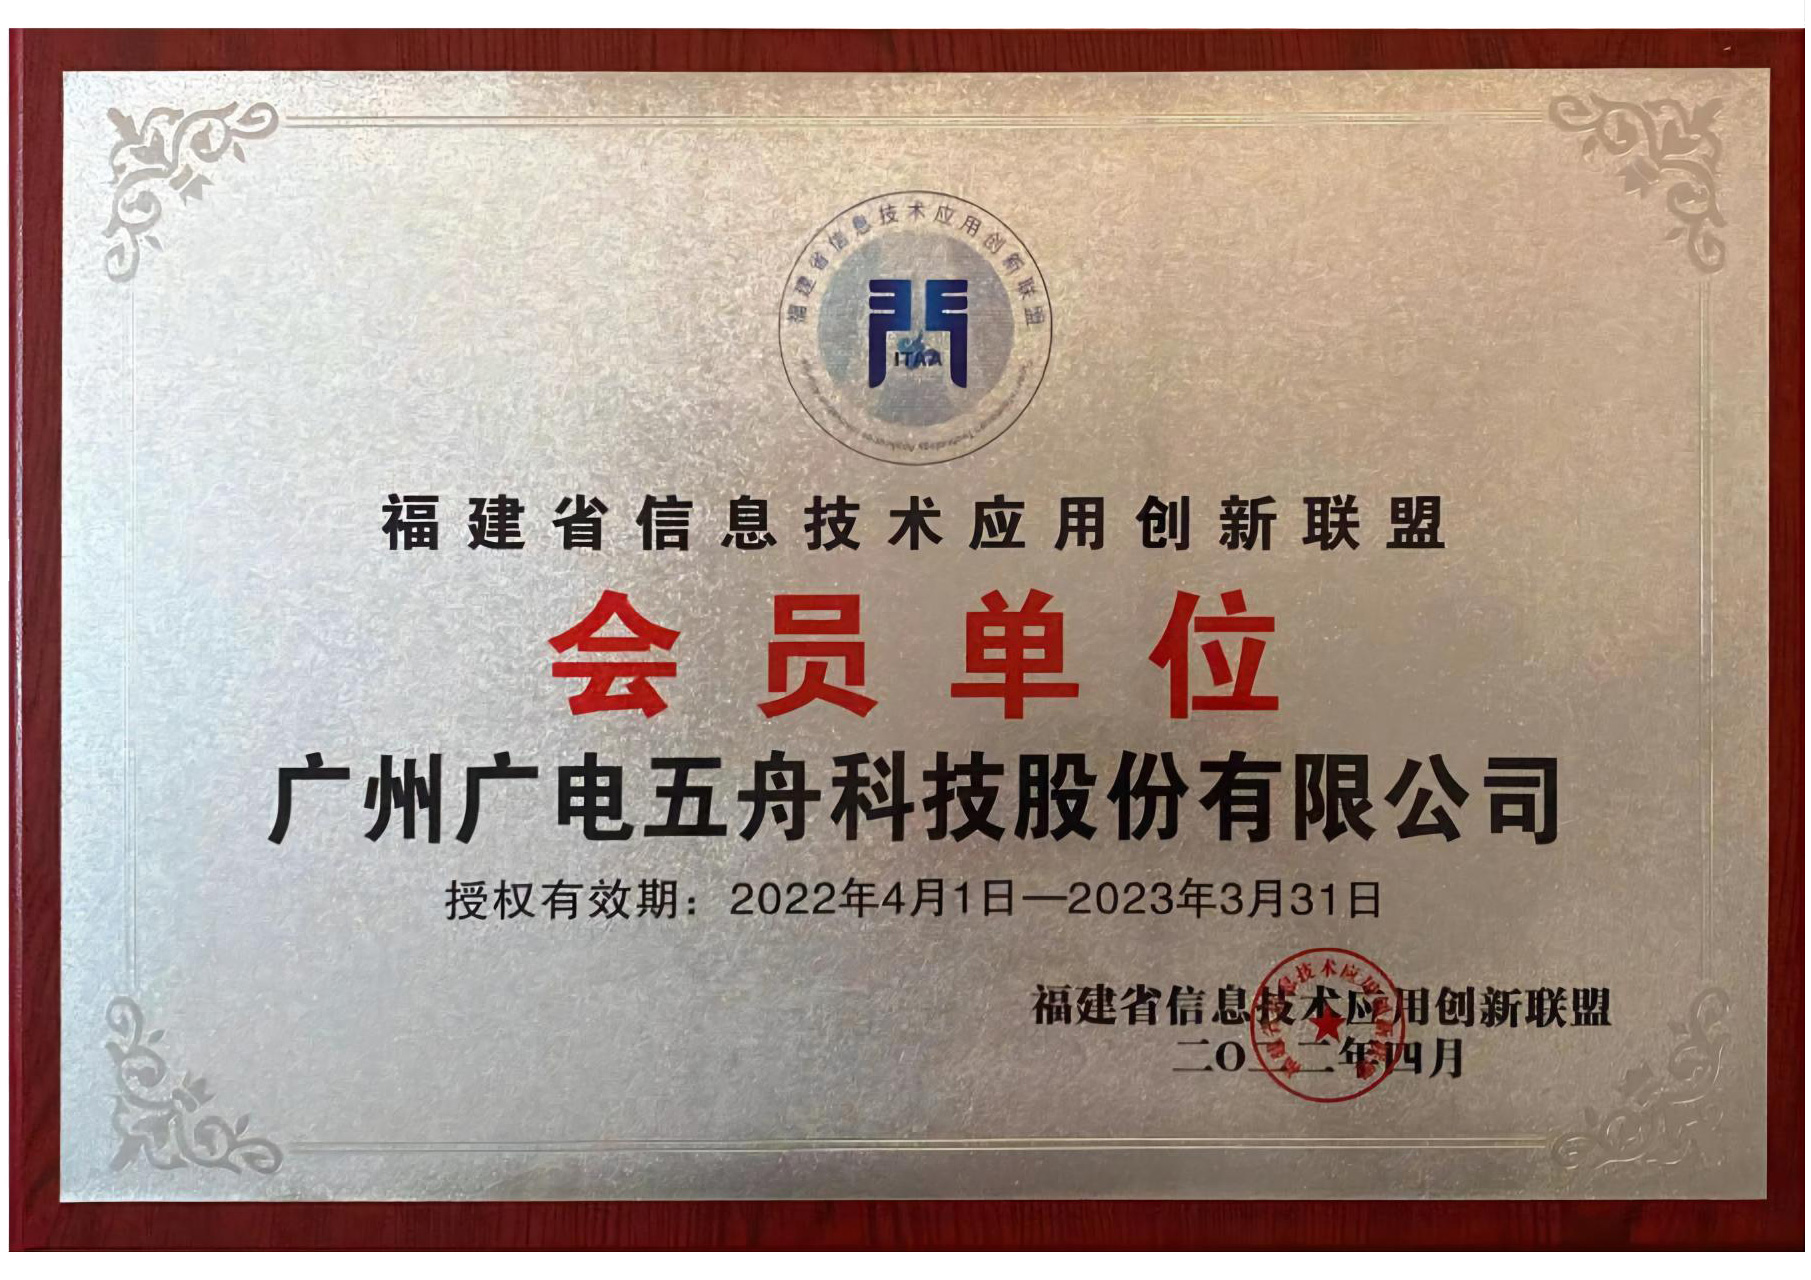 福建省信息技术应用创新联盟
ITAA
福建省信息技术应用创新联盟
会员单位
广州广电五舟科技股份有限公司
授权有效期：2022年4月1日—2023年3月31日
福建省信息技术应用创新联盟
二〇二二年四月